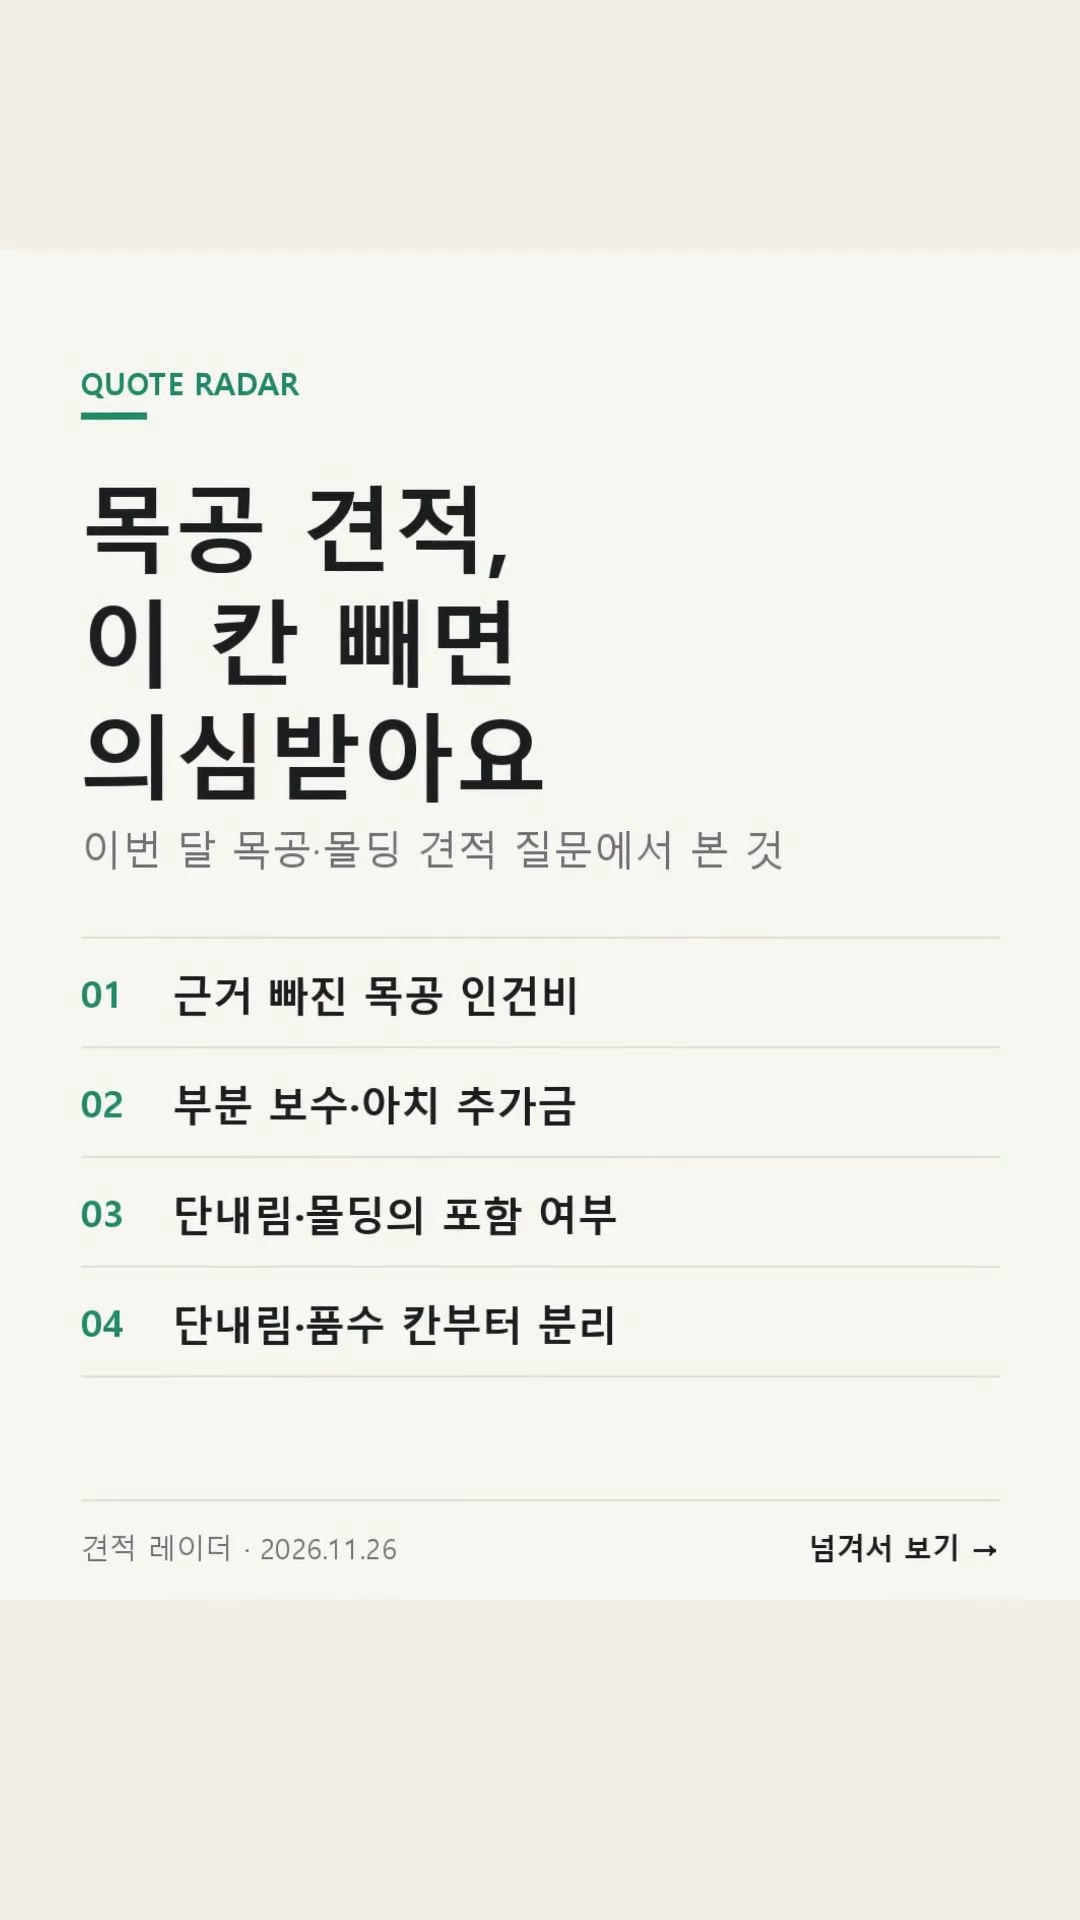 QUOTE RADAR
목공 견적,
이 칸 빼면
의심받아요
이번 달 목공·몰딩 견적 질문에서 본 것
01 근거 빠진 목공 인건비
02 부분 보수·아치 추가금
03 단내림·몰딩의 포함 여부
04 단내림·품수 칸부터 분리
견적 레이더 · 2026.11.26
넘겨서 보기 →